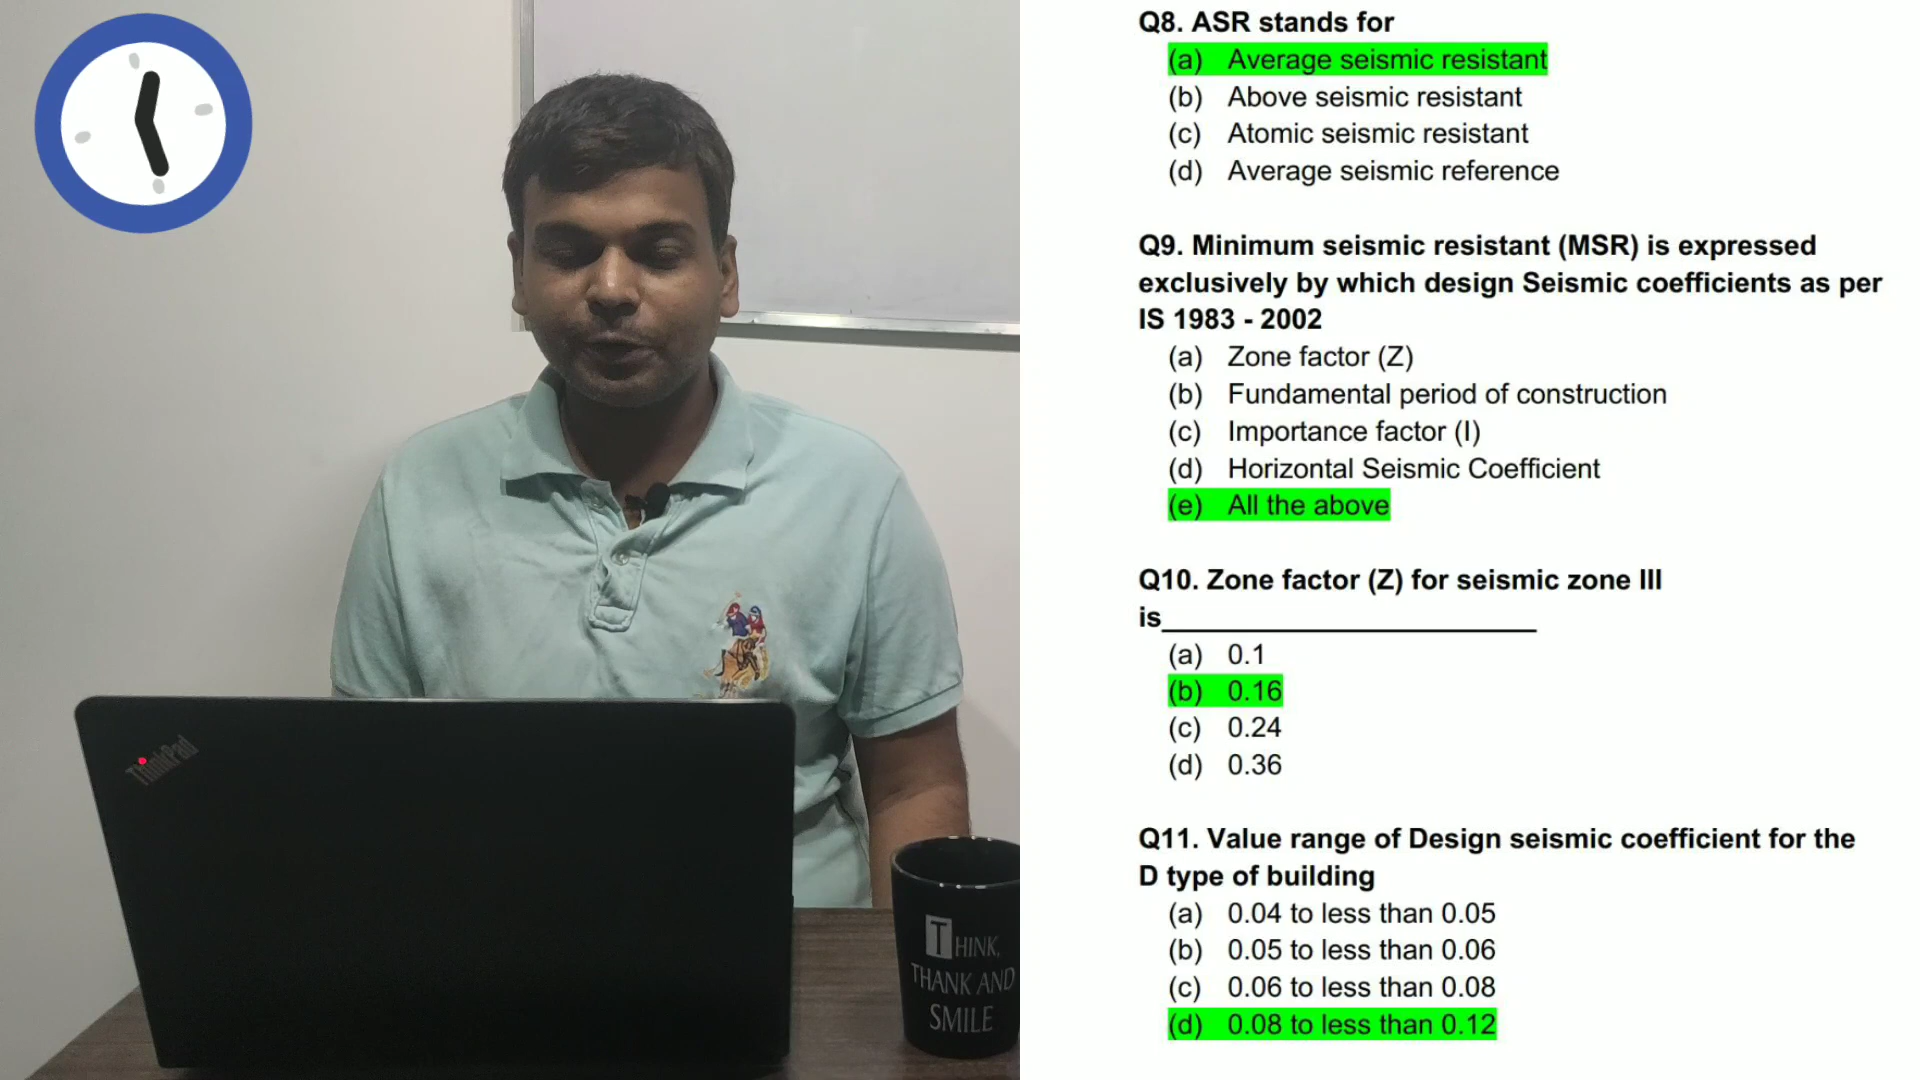 Q8. ASR stands for
(a) Average seismic resistant
(b) Above seismic resistant
(c) Atomic seismic resistant
(d) Average seismic reference
Q9. Minimum seismic resistant (MSR) is expressed
exclusively by which design Seismic coefficients as per
IS 1983 - 2002
(a) Zone factor (Z)
(b) Fundamental period of construction
(c) Importance factor (I)
(d) Horizontal Seismic Coefficient
(e) All the above
Q10. Zone factor (Z) for seismic zone III
is_________________________
(a) 0.1
(b) 0.16
(c) 0.24
(d) 0.36
Q11. Value range of Design seismic coefficient for the
D type of building
(a) 0.04 to less than 0.05
(b) 0.05 to less than 0.06
(c) 0.06 to less than 0.08
(d) 0.08 to less than 0.12
ThinkPad
THINK,
THANK AND
SMILE